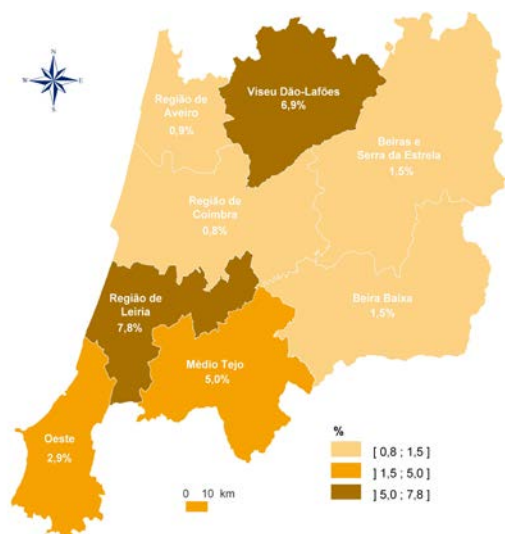 N
W
E
S
Região de
Aveiro
0,9%
Viseu Dão-Lafões
6,9%
Beiras e
Serra da Estrela
1,5%
Região de
Coimbra
0,8%
Região de
Leiria
7,8%
Beira Baixa
1,5%
Médio Tejo
5,0%
Oeste
2,9%
%
[ 0,8 ; 1,5 ]
] 1,5 ; 5,0 ]
] 5,0 ; 7,8 ]
0 10 km